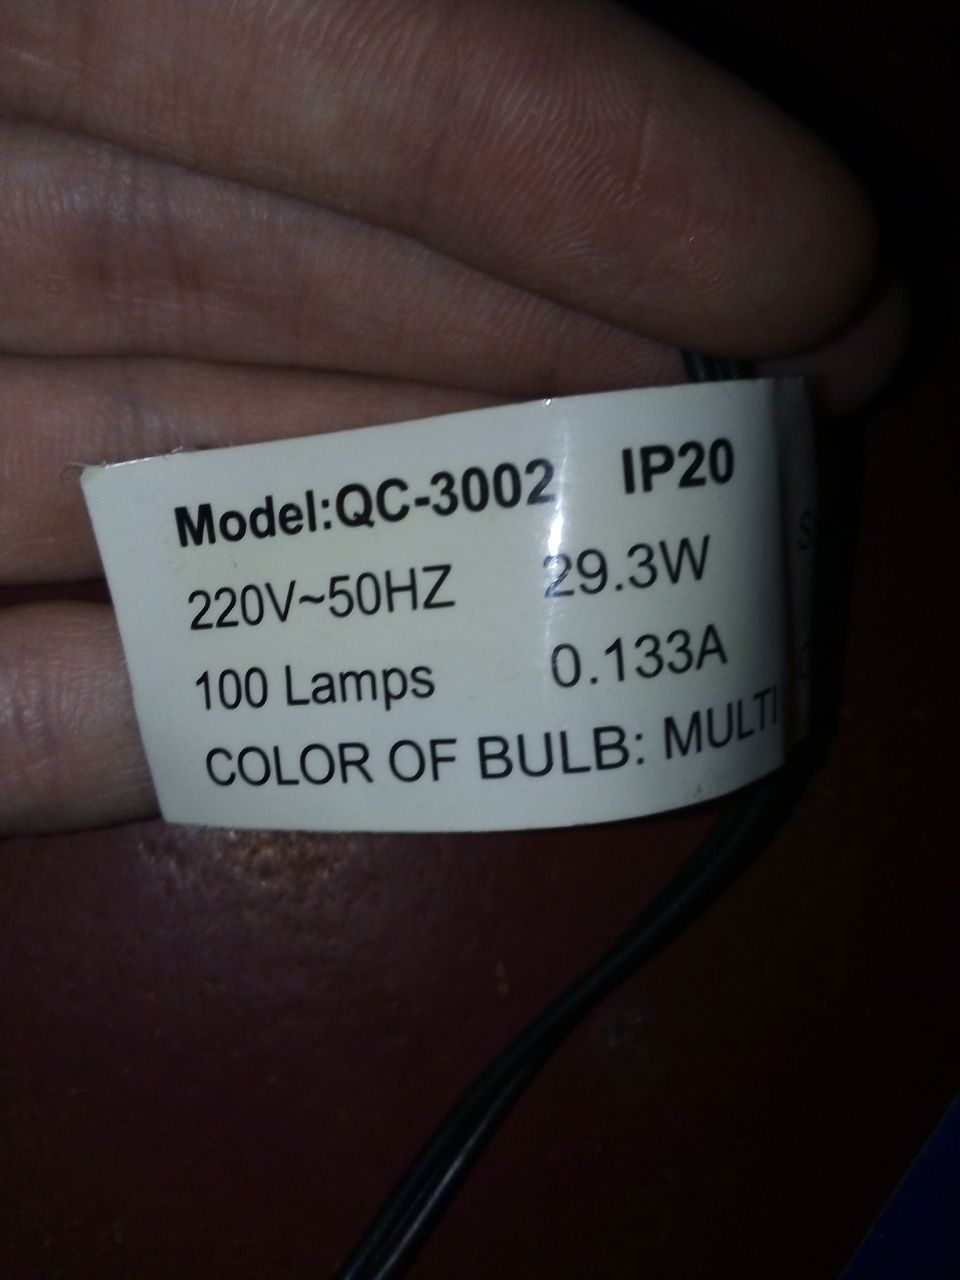 Model:QC-3002 IP20
220V~50HZ 29.3W
100 Lamps 0.133A
COLOR OF BULB: MULTI